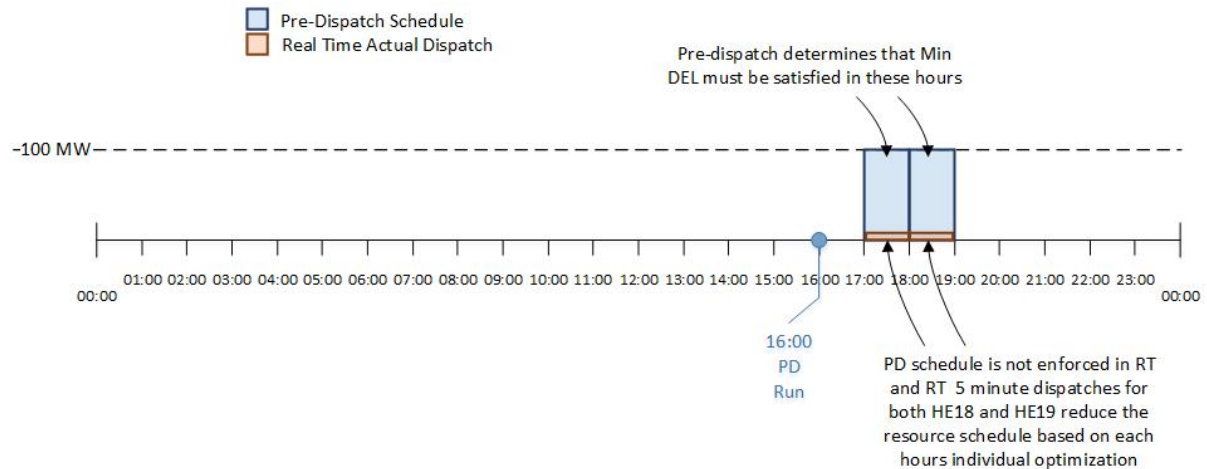 Pre-Dispatch Schedule
Real Time Actual Dispatch
Pre-dispatch determines that Min
DEL must be satisfied in these hours
~100 MW
01:00 02:00 03:00 04:00 05:00 06:00 07:00 08:00 09:00 10:00 11:00 12:00 13:00 14:00 15:00 16:00 17:00 18:00 19:00 20:00 21:00 22:00 23:00
00:00 00:00
16:00
PD
Run
PD schedule is not enforced in RT
and RT 5 minute dispatches for
both HE18 and HE19 reduce the
resource schedule based on each
hours individual optimization